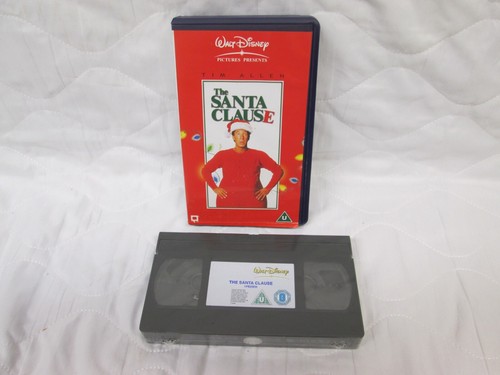 Walt Disney
PICTURES PRESENTS
TIM ALLEN
The
SANTA
CLAUSE
U
Walt Disney
THE SANTA CLAUSE
U